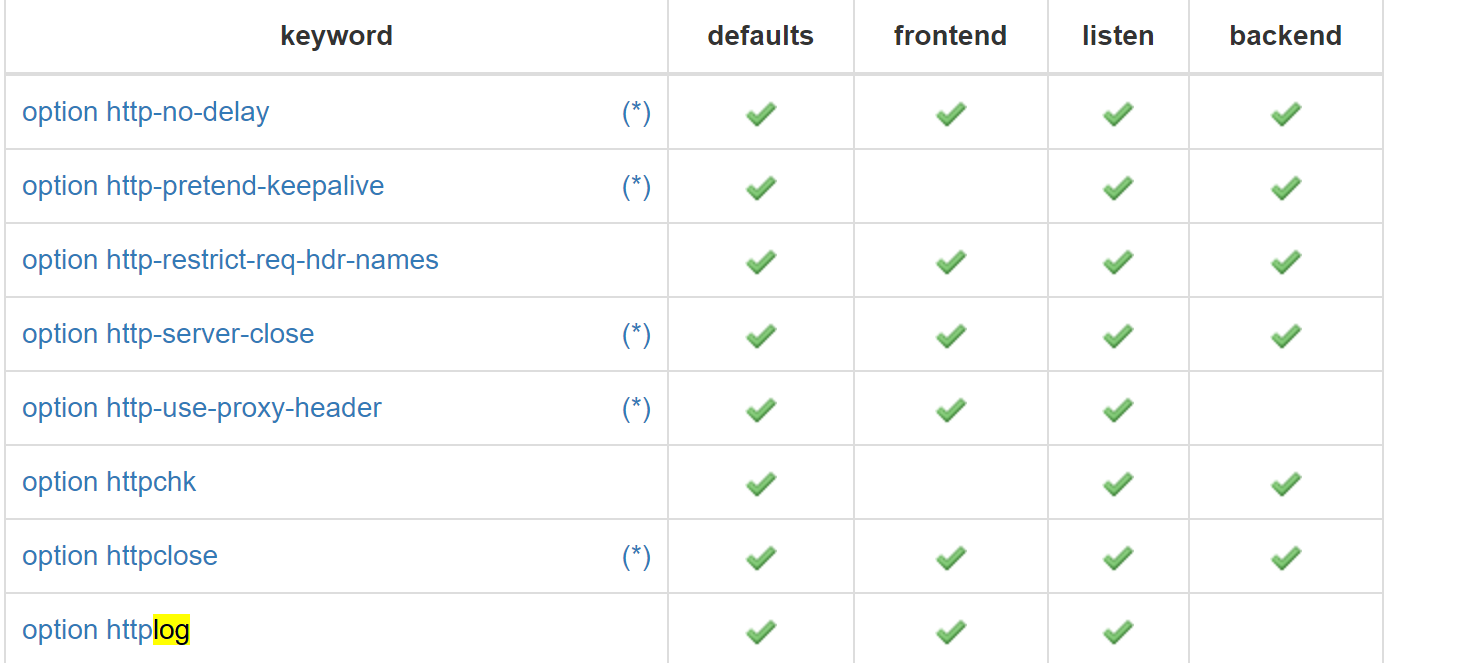 keyword defaults frontend listen backend
option http-no-delay (*)
option http-pretend-keepalive (*)
option http-restrict-req-hdr-names
option http-server-close (*)
option http-use-proxy-header (*)
option httpchk
option httpclose (*)
option httplog